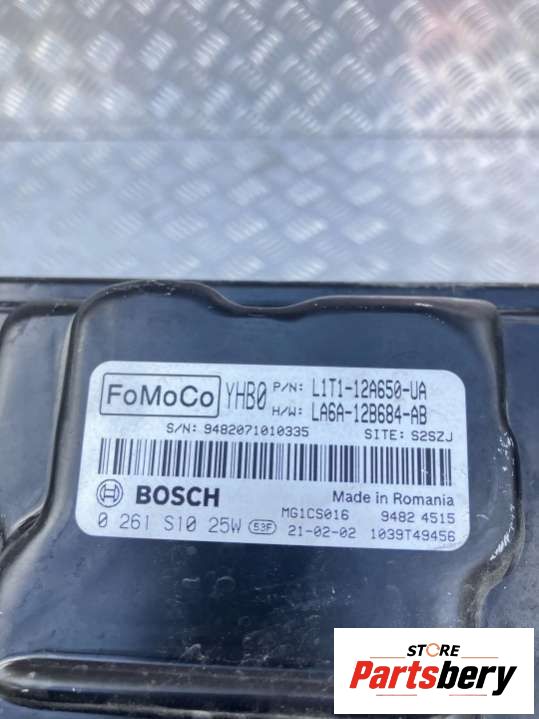 FoMoCo YHB0 P/N: L1T1-12A650-UA
H/W: LA6A-12B684-AB
S/N: 9482071010335 SITE: S2SZJ
BOSCH Made in Romania
MG1CS016 9482 4515
0 261 S10 25W 53F 21-02-02 1039T49456
STORE
Partsbery